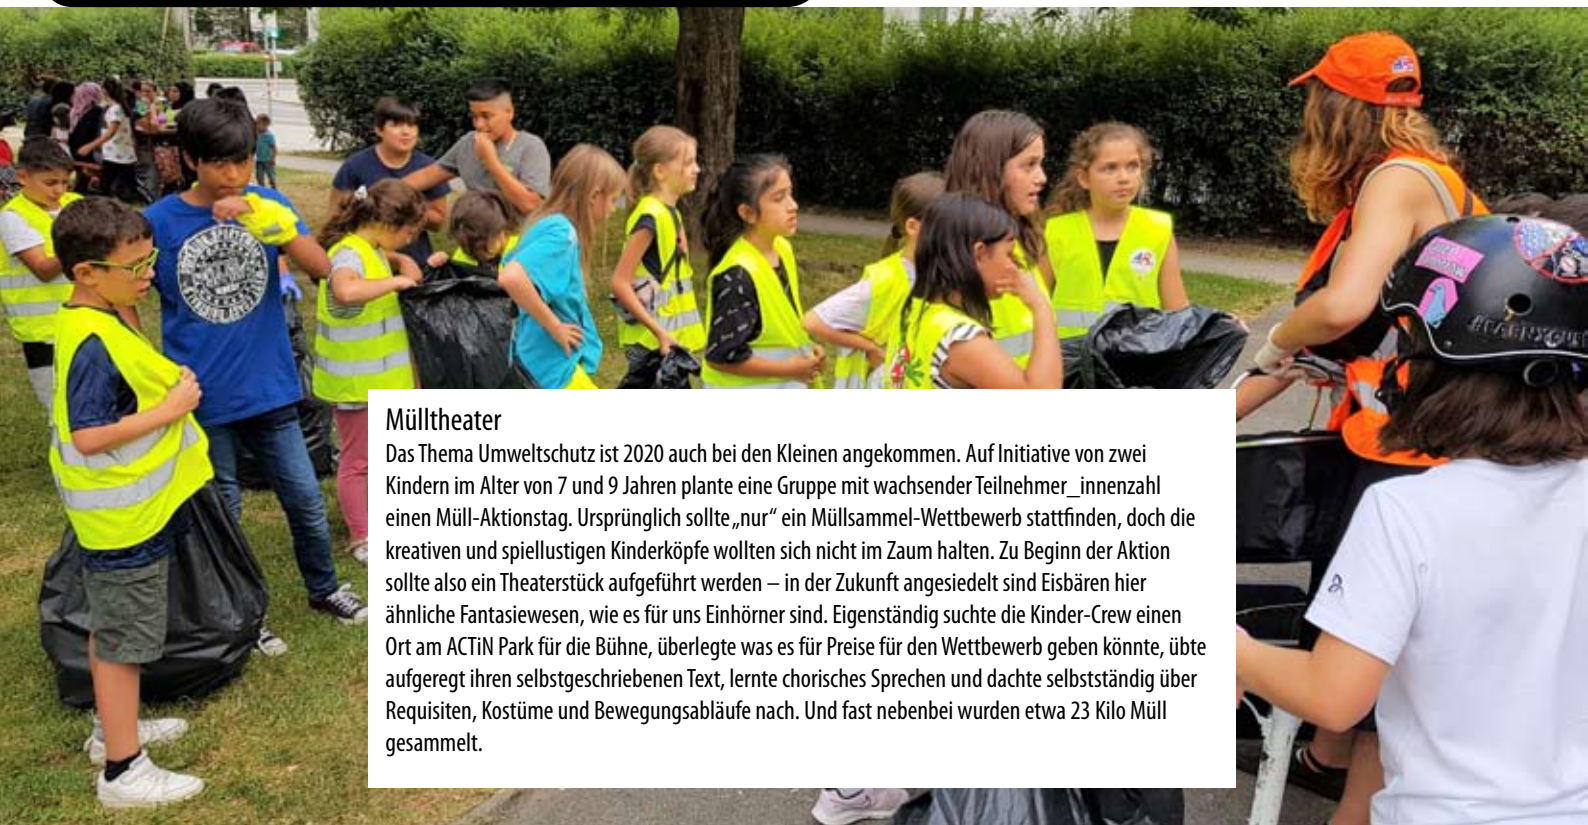 Mülltheater
Das Thema Umweltschutz ist 2020 auch bei den Kleinen angekommen. Auf Initiative von zwei
Kindern im Alter von 7 und 9 Jahren plante eine Gruppe mit wachsender Teilnehmer_innenzahl
einen Müll-Aktionstag. Ursprünglich sollte „nur“ ein Müllsammel-Wettbewerb stattfinden, doch die
kreativen und spiellustigen Kinderköpfe wollten sich nicht im Zaum halten. Zu Beginn der Aktion
sollte also ein Theaterstück aufgeführt werden – in der Zukunft angesiedelt sind Eisbären hier
ähnliche Fantasiewesen, wie es für uns Einhörner sind. Eigenständig suchte die Kinder-Crew einen
Ort am ACTiN Park für die Bühne, überlegte was es für Preise für den Wettbewerb geben könnte, übte
aufgeregt ihren selbstgeschriebenen Text, lernte chorisches Sprechen und dachte selbstständig über
Requisiten, Kostüme und Bewegungsabläufe nach. Und fast nebenbei wurden etwa 23 Kilo Müll
gesammelt.